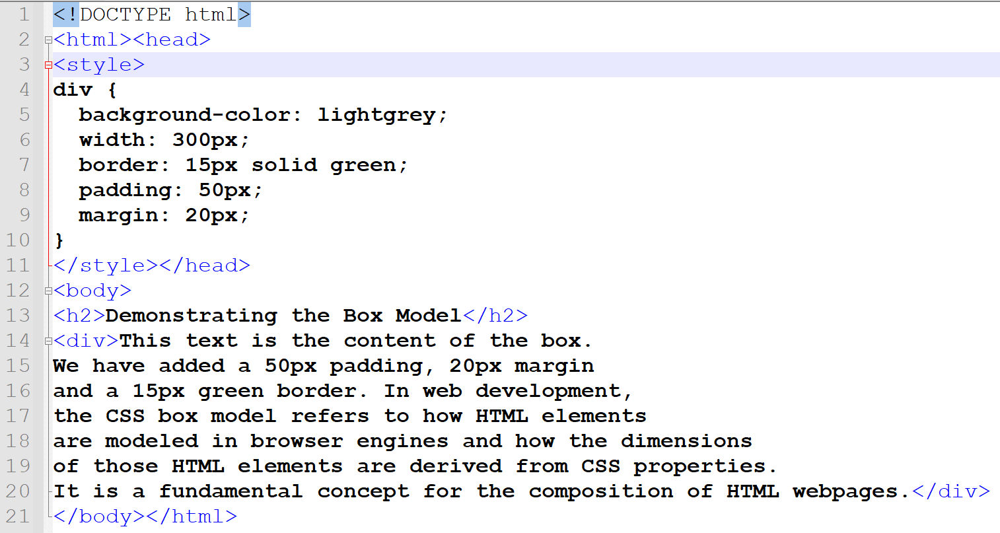 1 <!DOCTYPE html>
2 <html><head>
3 <style>
4 div {
5   background-color: lightgrey;
6   width: 300px;
7   border: 15px solid green;
8   padding: 50px;
9   margin: 20px;
10 }
11 </style></head>
12 <body>
13 <h2>Demonstrating the Box Model</h2>
14 <div>This text is the content of the box.
15 We have added a 50px padding, 20px margin
16 and a 15px green border. In web development,
17 the CSS box model refers to how HTML elements
18 are modeled in browser engines and how the dimensions
19 of those HTML elements are derived from CSS properties.
20 It is a fundamental concept for the composition of HTML webpages.</div>
21 </body></html>